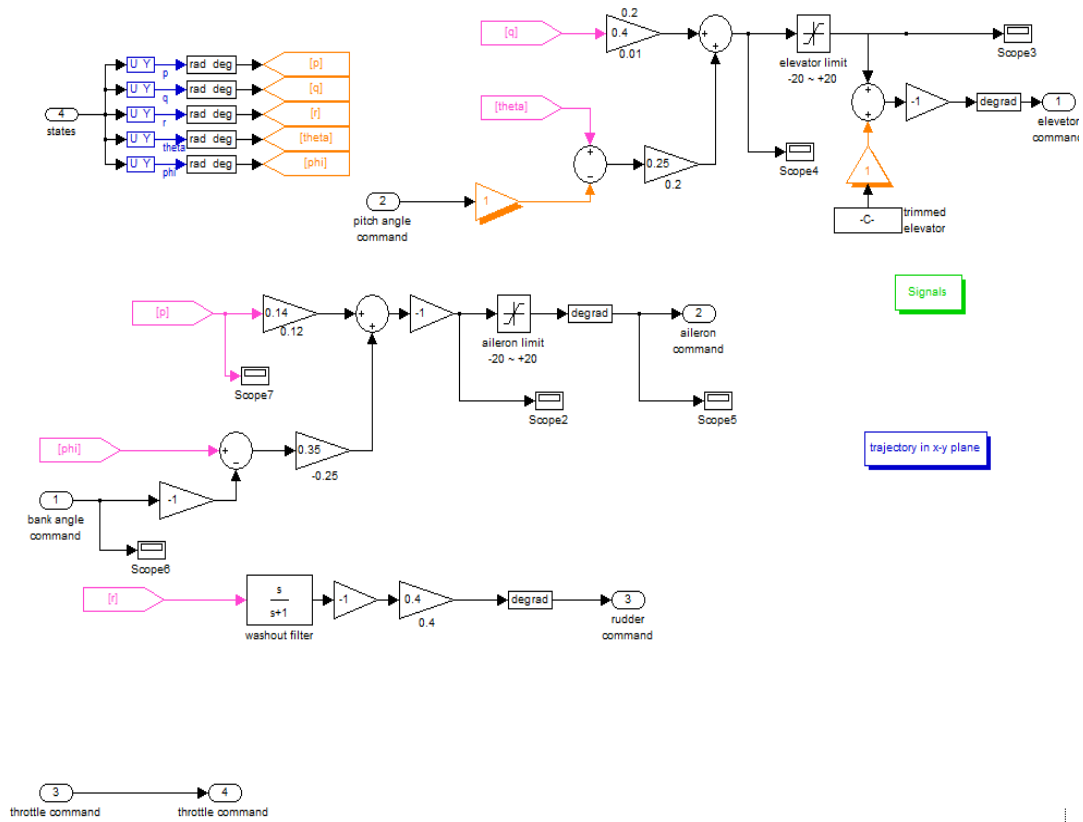 U Y
p
rad deg
[p]
U Y
q
rad deg
[q]
4
states
U Y
r
rad deg
[r]
U Y
theta
rad deg
[theta]
U Y
phi
rad deg
[phi]
[q]
0.2
0.4
0.01
+
+
elevator limit
-20 ~ +20
Scope3
[theta]
+
−
0.25
0.2
Scope4
+
+
-1
degrad
1
elevetor
command
2
pitch angle
command
1
1
-C-
trimmed
elevator
Signals
[p]
0.14
0.12
+
+
-1
aileron limit
-20 ~ +20
degrad
2
aileron
command
Scope7
Scope2
Scope5
[phi]
+
−
0.35
-0.25
trajectory in x-y plane
1
bank angle
command
-1
Scope6
[r]
s
s+1
washout filter
-1
0.4
0.4
degrad
3
rudder
command
3
throttle command
4
throttle command